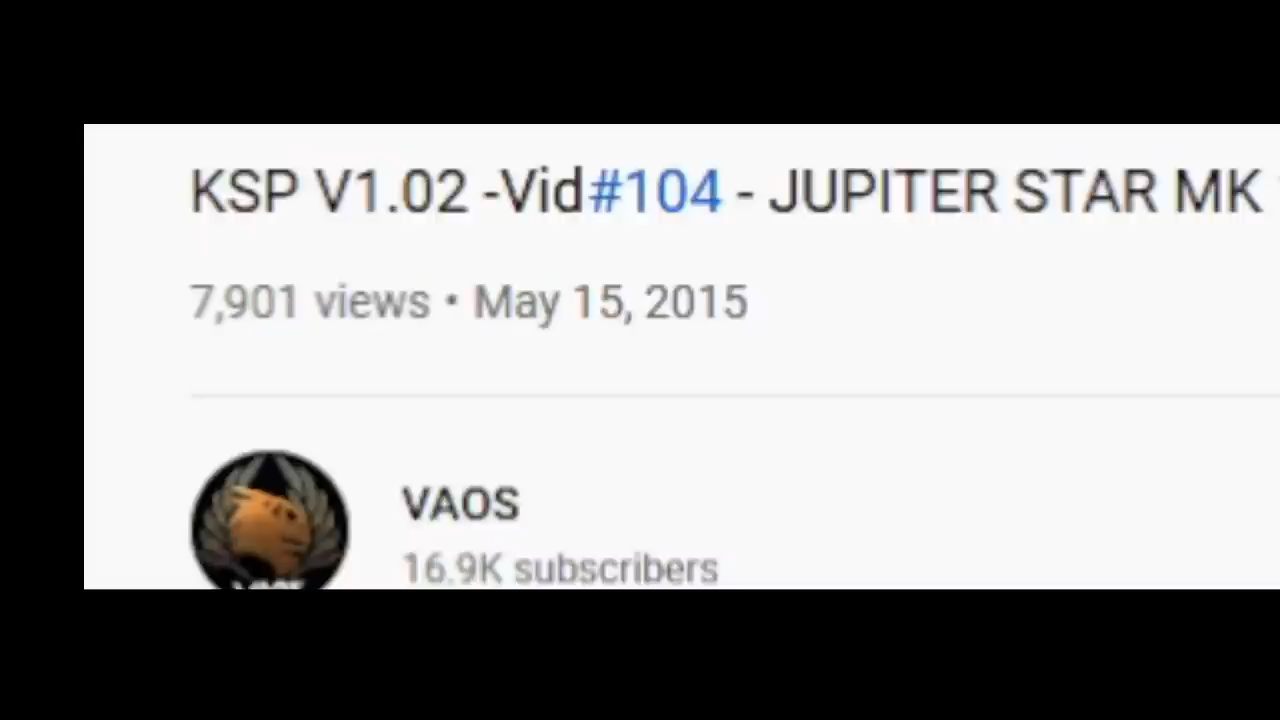 KSP V1.02 -Vid#104 - JUPITER STAR MK
7,901 views • May 15, 2015
VAOS
16.9K subscribers